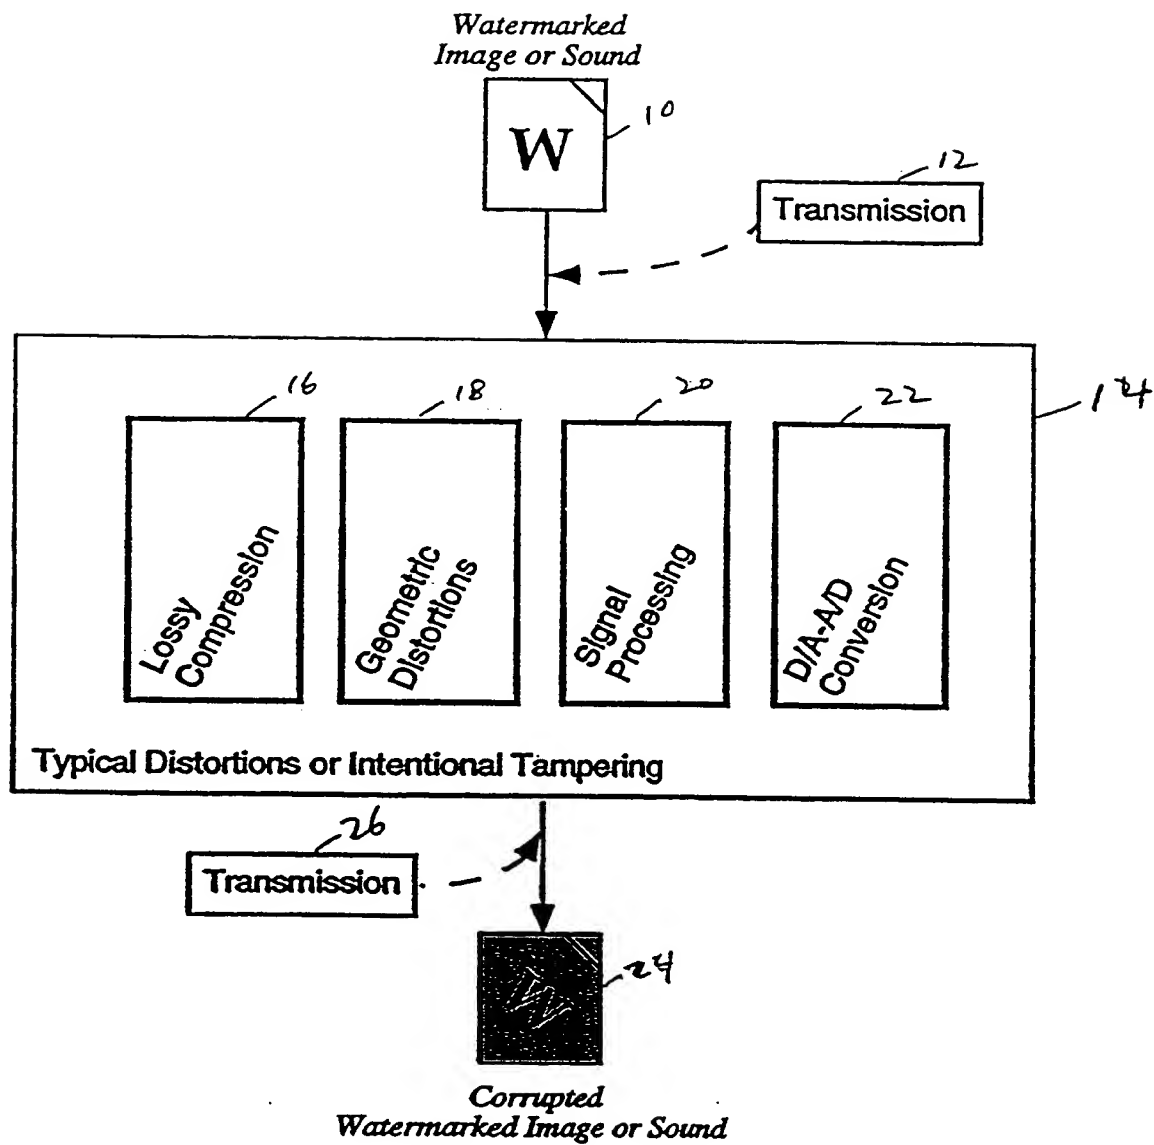 Watermarked
Image or Sound
W
10
12
Transmission
14
16
18
20
22
Lossy
Compression
Geometric
Distortions
Signal
Processing
D/A-A/D
Conversion
Typical Distortions or Intentional Tampering
26
Transmission
W
24
Corrupted
Watermarked Image or Sound